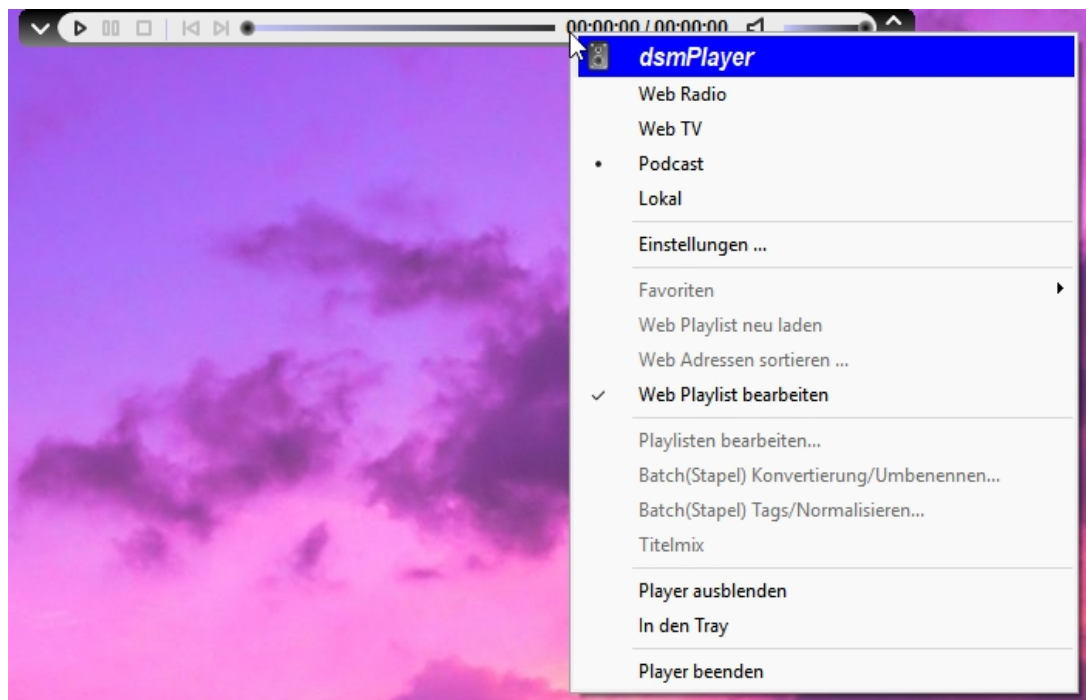 00:00:00 / 00:00:00
dsmPlayer
Web Radio
Web TV
Podcast
Lokal
Einstellungen ...
Favoriten
Web Playlist neu laden
Web Adressen sortieren ...
Web Playlist bearbeiten
Playlisten bearbeiten...
Batch(Stapel) Konvertierung/Umbenennen...
Batch(Stapel) Tags/Normalisieren...
Titelmix
Player ausblenden
In den Tray
Player beenden